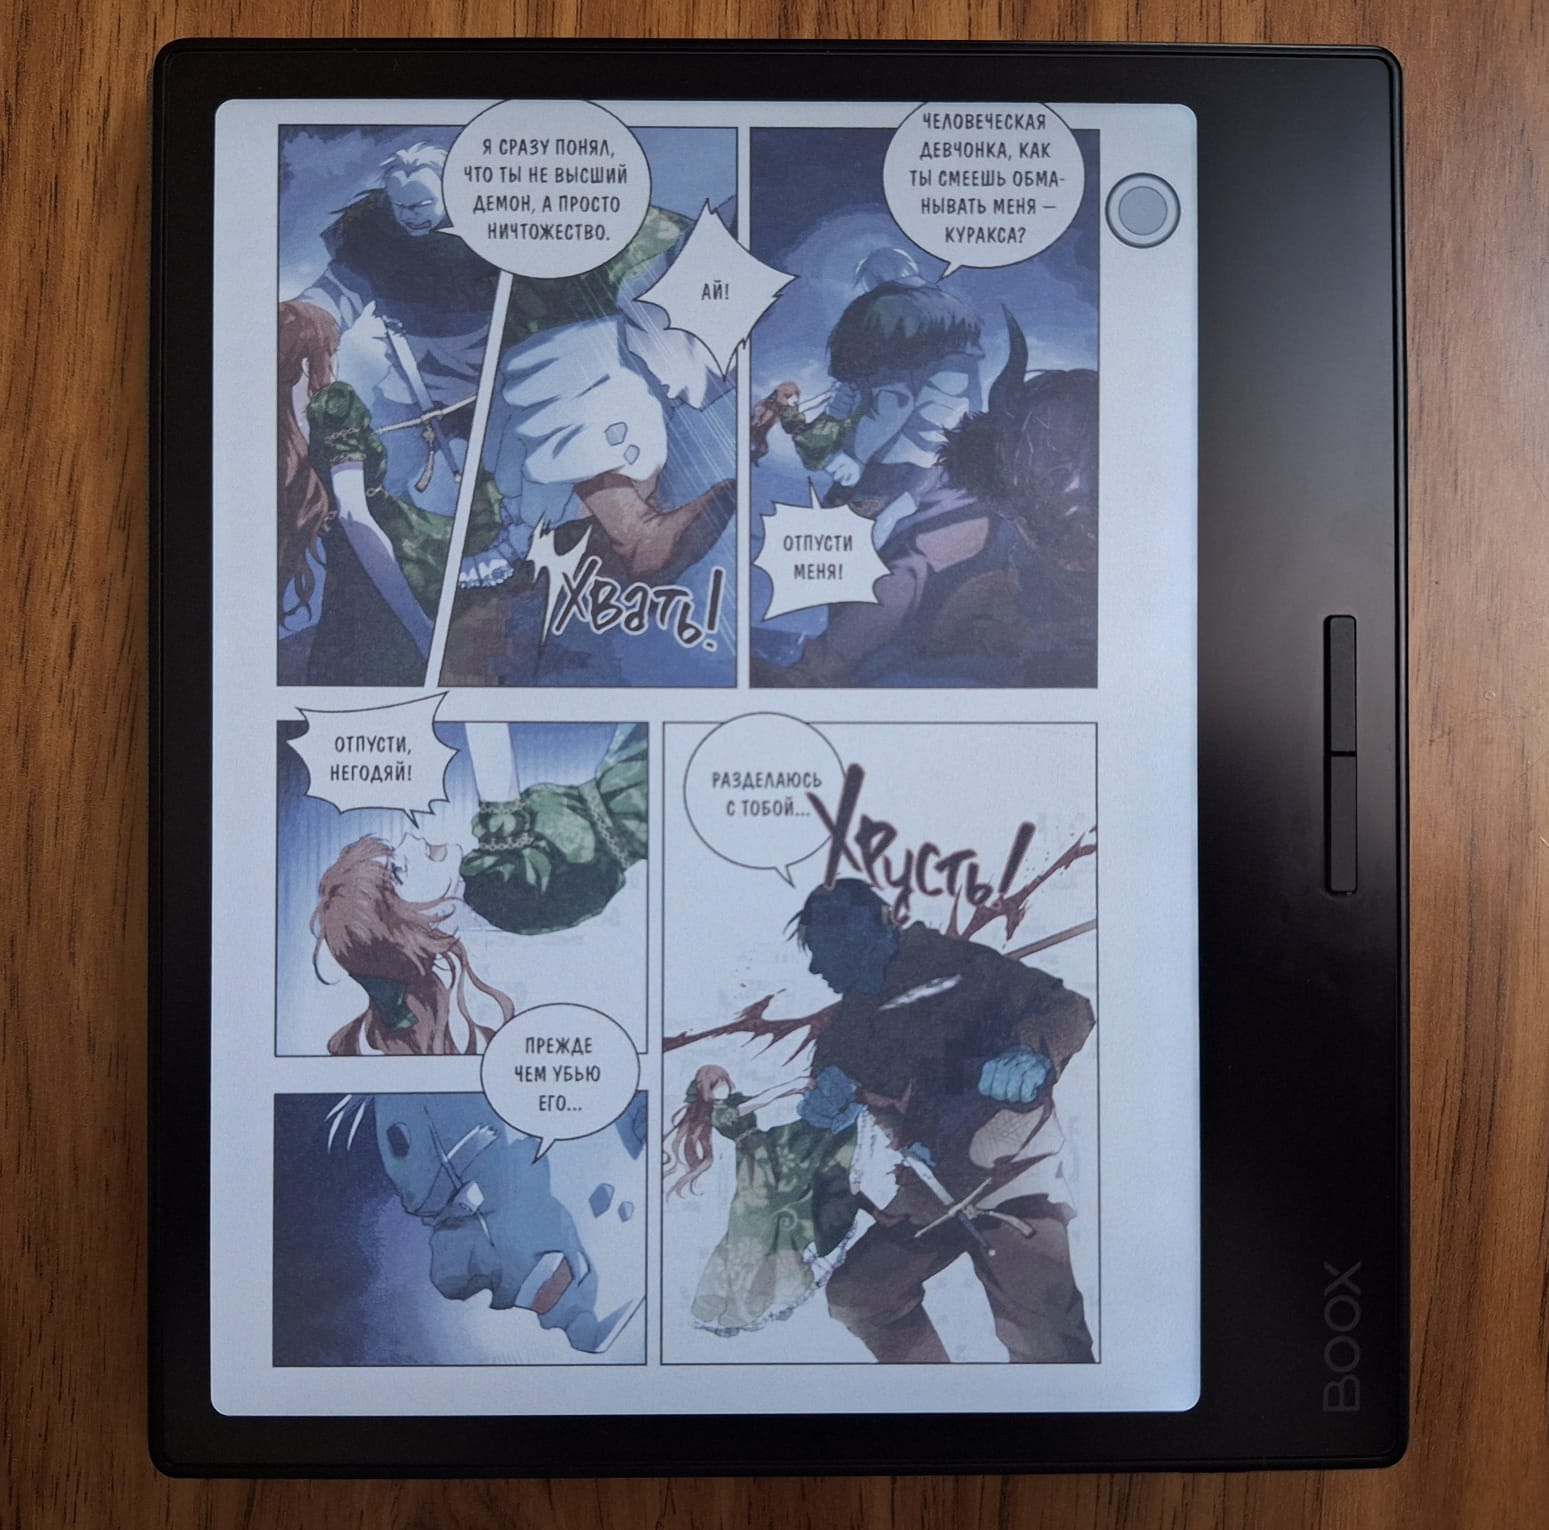 Я СРАЗУ ПОНЯЛ,
ЧТО ТЫ НЕ ВЫСШИЙ
ДЕМОН, А ПРОСТО
НИЧТОЖЕСТВО.
АЙ!
ХВАТЬ!
ЧЕЛОВЕЧЕСКАЯ
ДЕВЧОНКА, КАК
ТЫ СМЕЕШЬ ОБМА-
НЫВАТЬ МЕНЯ —
КУРАКСА?
ОТПУСТИ
МЕНЯ!
ОТПУСТИ,
НЕГОДЯЙ!
ПРЕЖДЕ
ЧЕМ УБЬЮ
ЕГО...
РАЗДЕЛАЮСЬ
С ТОБОЙ...
ХРУСТЬ!
BOOX